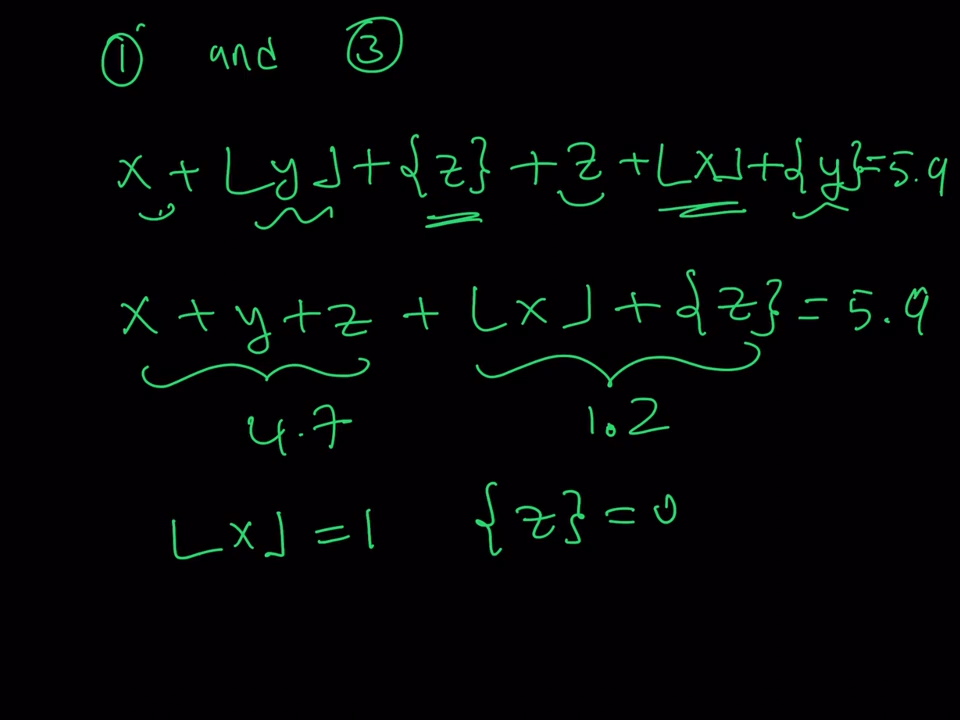 ① and ③
x + ⌊y⌋ + {z} + z + ⌊x⌋ + {y} = 5.9
x + y + z + ⌊x⌋ + {z} = 5.9
4.7 1.2
⌊x⌋ = 1 {z} = 0